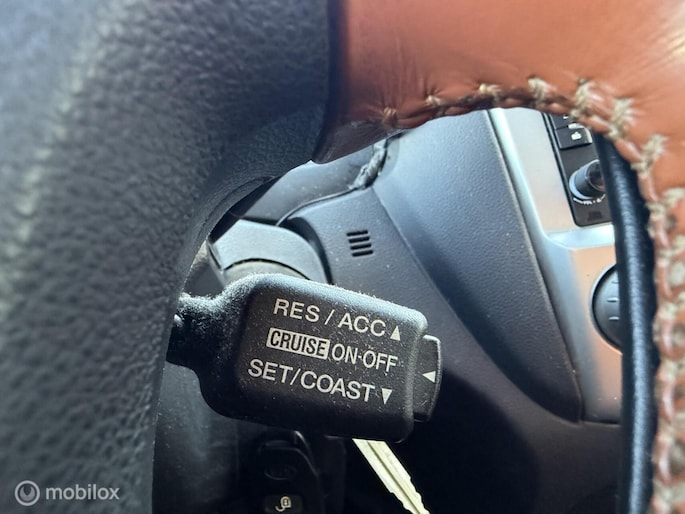 RES / ACC ▲
CRUISE ON·OFF ◀
SET/COAST ▼
mobilox